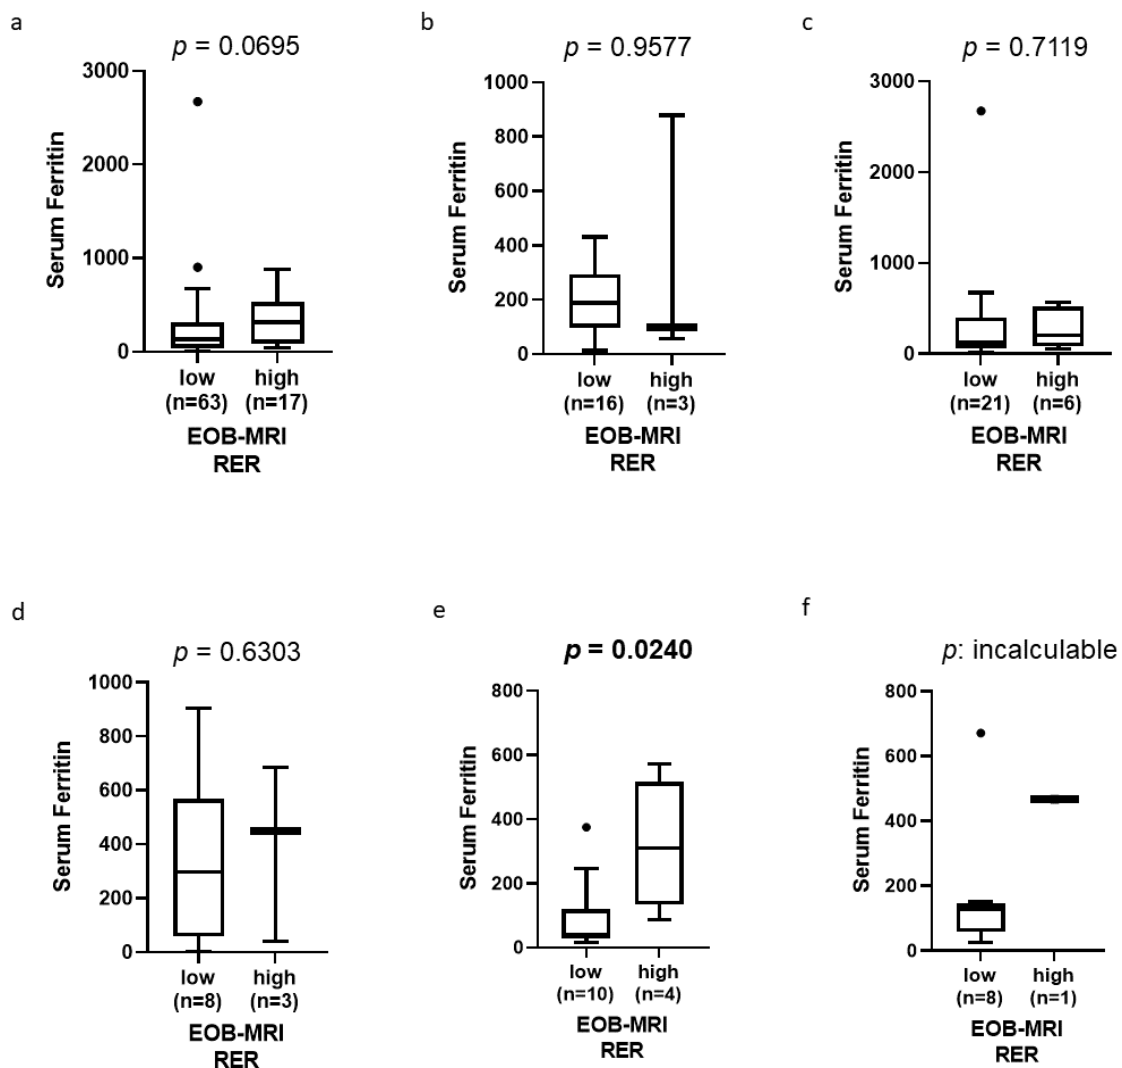 a
p = 0.0695
3000
2000
1000
0
Serum Ferritin
low
high
(n=63)
(n=17)
EOB-MRI
RER
b
p = 0.9577
1000
800
600
400
200
0
Serum Ferritin
low
high
(n=16)
(n=3)
EOB-MRI
RER
c
p = 0.7119
3000
2000
1000
0
Serum Ferritin
low
high
(n=21)
(n=6)
EOB-MRI
RER
d
p = 0.6303
1000
800
600
400
200
0
Serum Ferritin
low
high
(n=8)
(n=3)
EOB-MRI
RER
e
p = 0.0240
800
600
400
200
0
Serum Ferritin
low
high
(n=10)
(n=4)
EOB-MRI
RER
f
p: incalculable
800
600
400
200
0
Serum Ferritin
low
high
(n=8)
(n=1)
EOB-MRI
RER